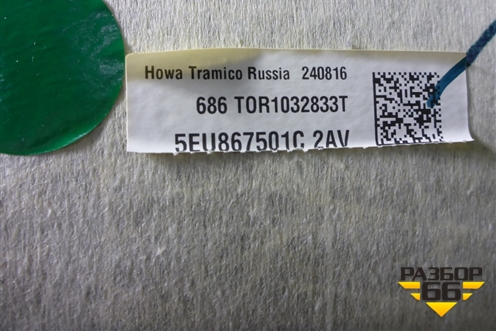 Howa Tramico Russia 240816
686 TOR1032833T
5EU867501C 2AV
РАЗБОР
66